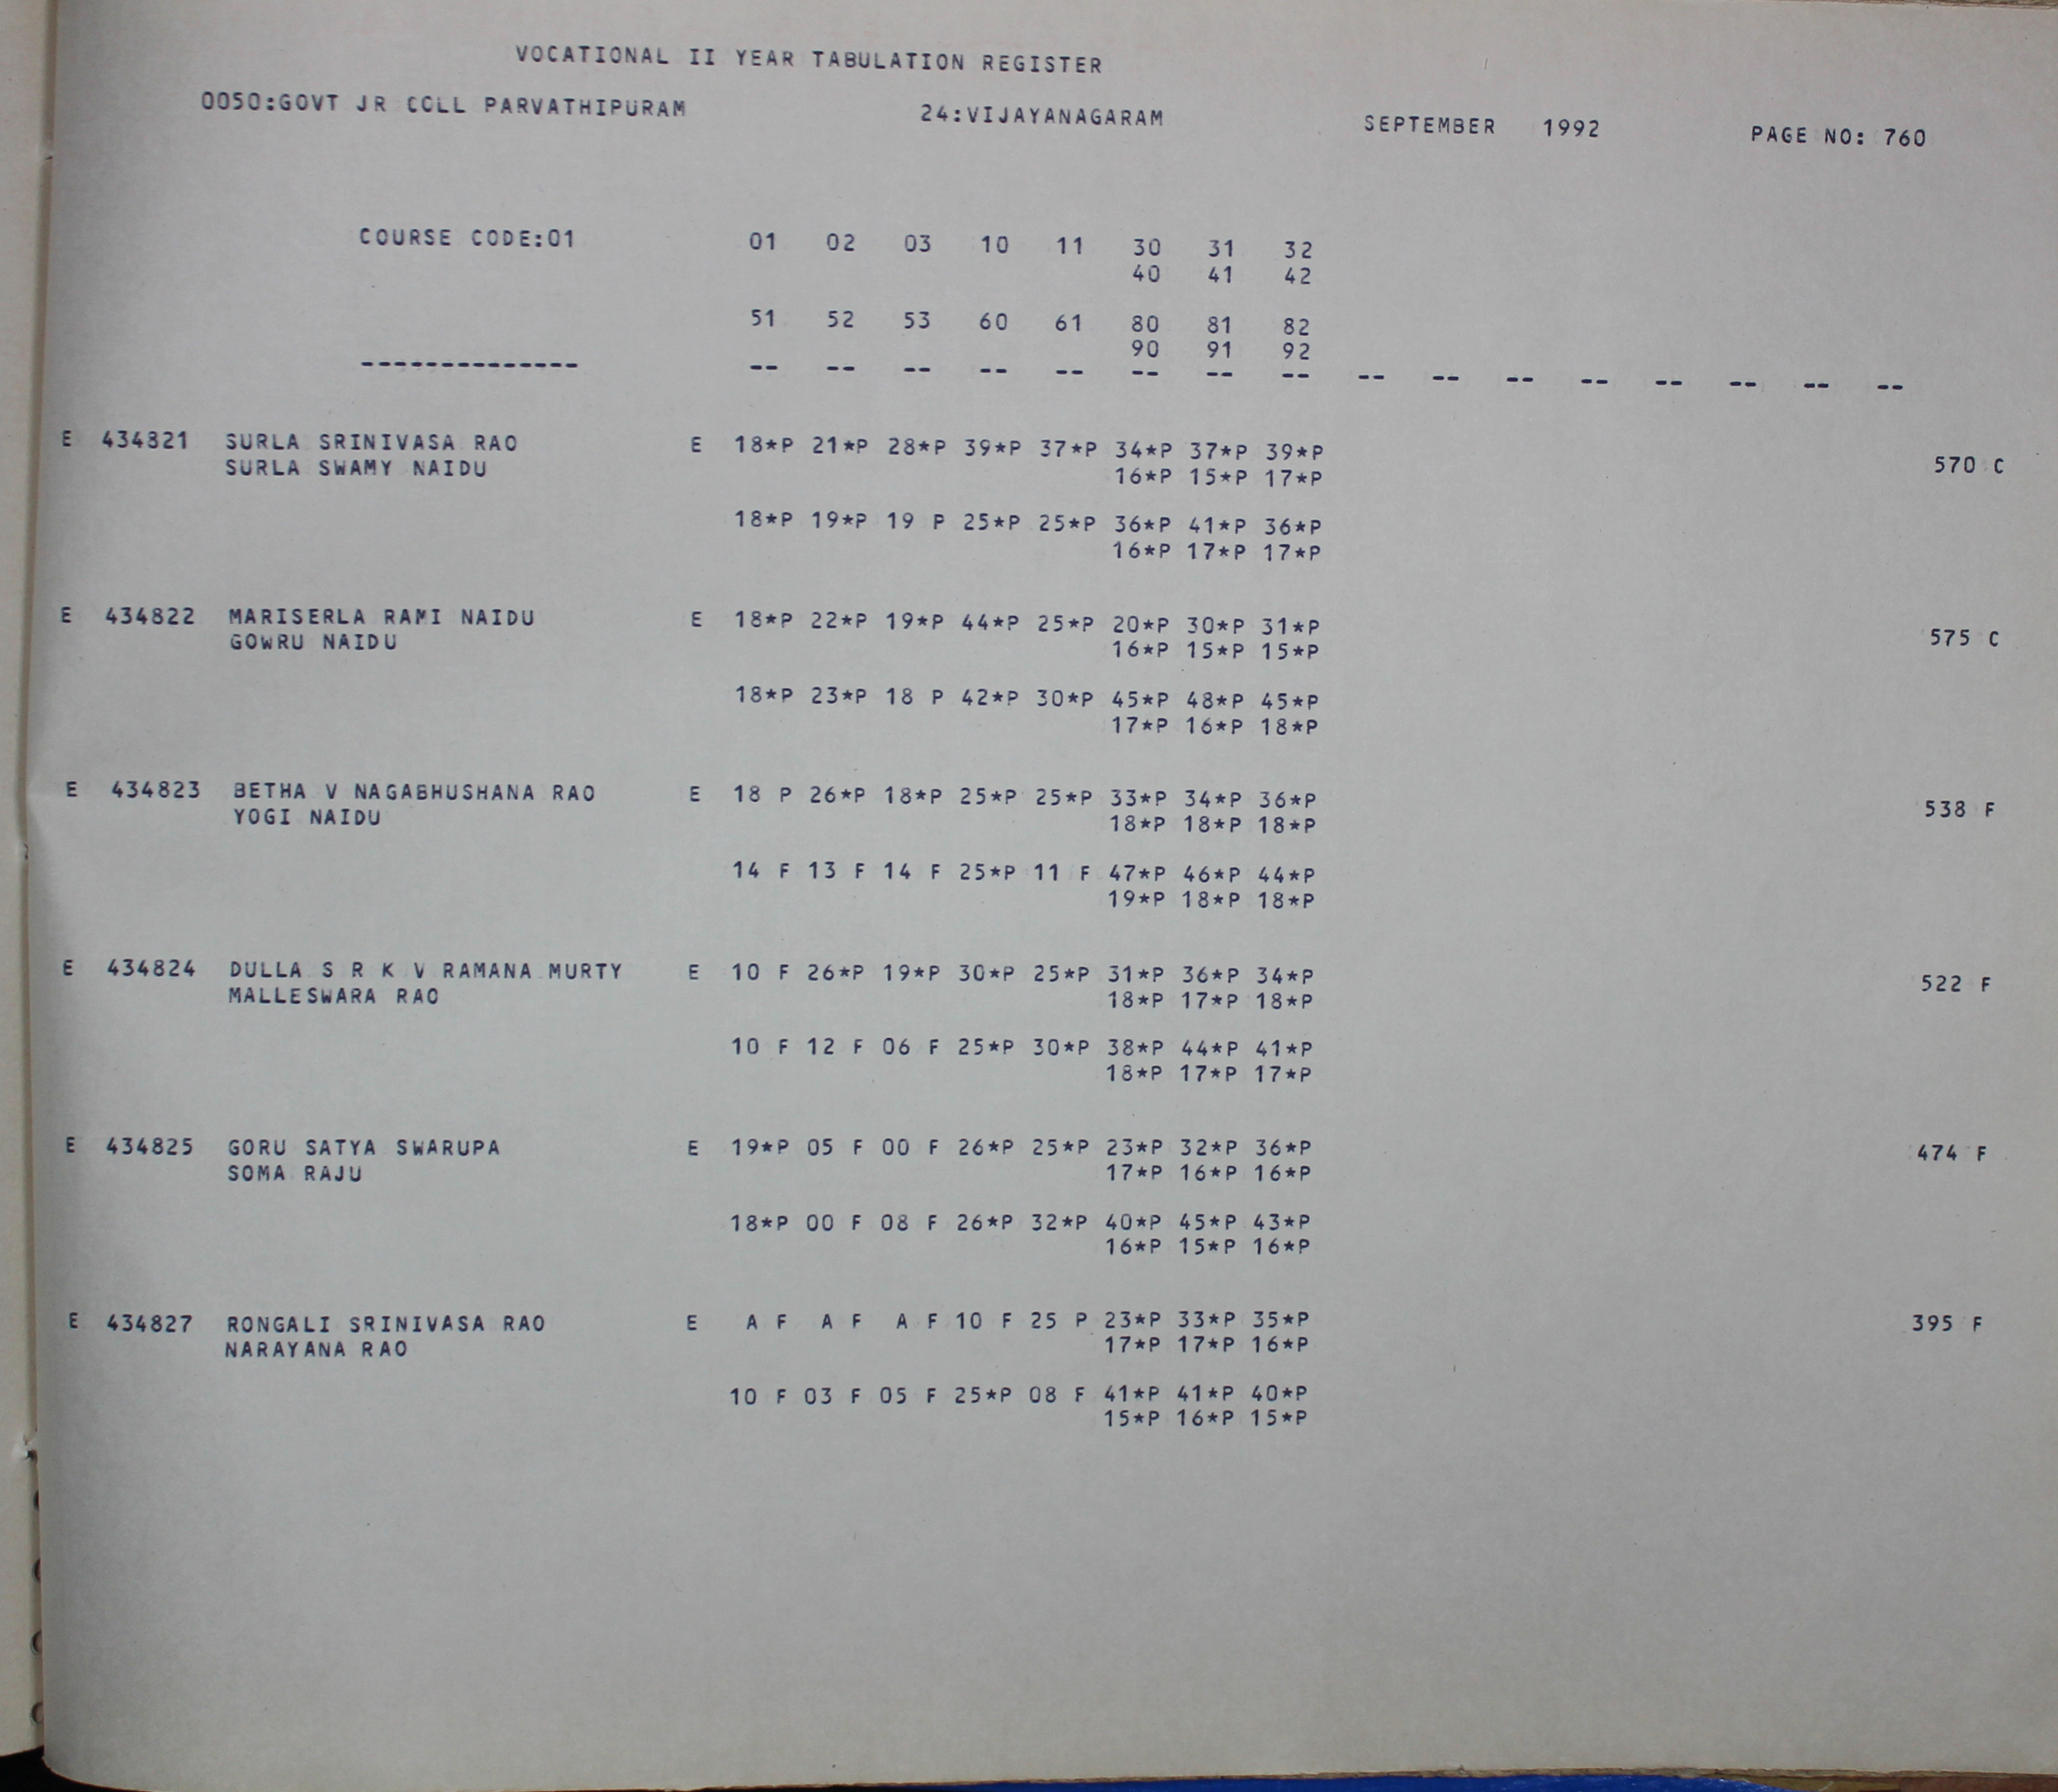 VOCATIONAL II YEAR TABULATION REGISTER
0050:GOVT JR COLL PARVATHIPURAM 24:VIJAYANAGARAM SEPTEMBER 1992 PAGE NO: 760
COURSE CODE:01 01 02 03 10 11 30 31 32
40 41 42
51 52 53 60 61 80 81 82
90 91 92
-------------- -- -- -- -- -- -- -- -- -- -- -- -- -- -- -- --
E 434821 SURLA SRINIVASA RAO E 18*P 21*P 28*P 39*P 37*P 34*P 37*P 39*P 570 C
SURLA SWAMY NAIDU 16*P 15*P 17*P
18*P 19*P 19 P 25*P 25*P 36*P 41*P 36*P
16*P 17*P 17*P
E 434822 MARISERLA RAMI NAIDU E 18*P 22*P 19*P 44*P 25*P 20*P 30*P 31*P 575 C
GOWRU NAIDU 16*P 15*P 15*P
18*P 23*P 18 P 42*P 30*P 45*P 48*P 45*P
17*P 16*P 18*P
E 434823 BETHA V NAGABHUSHANA RAO E 18 P 26*P 18*P 25*P 25*P 33*P 34*P 36*P 538 F
YOGI NAIDU 18*P 18*P 18*P
14 F 13 F 14 F 25*P 11 F 47*P 46*P 44*P
19*P 18*P 18*P
E 434824 DULLA S R K V RAMANA MURTY E 10 F 26*P 19*P 30*P 25*P 31*P 36*P 34*P 522 F
MALLESWARA RAO 18*P 17*P 18*P
10 F 12 F 06 F 25*P 30*P 38*P 44*P 41*P
18*P 17*P 17*P
E 434825 GORU SATYA SWARUPA E 19*P 05 F 00 F 26*P 25*P 23*P 32*P 36*P 474 F
SOMA RAJU 17*P 16*P 16*P
18*P 00 F 08 F 26*P 32*P 40*P 45*P 43*P
16*P 15*P 16*P
E 434827 RONGALI SRINIVASA RAO E A F A F A F 10 F 25 P 23*P 33*P 35*P 395 F
NARAYANA RAO 17*P 17*P 16*P
10 F 03 F 05 F 25*P 08 F 41*P 41*P 40*P
15*P 16*P 15*P